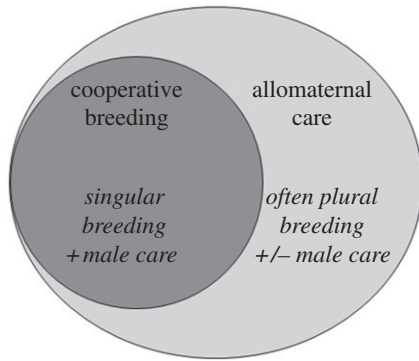 cooperative
breeding
allomaternal
care
singular
breeding
+ male care
often plural
breeding
+/– male care